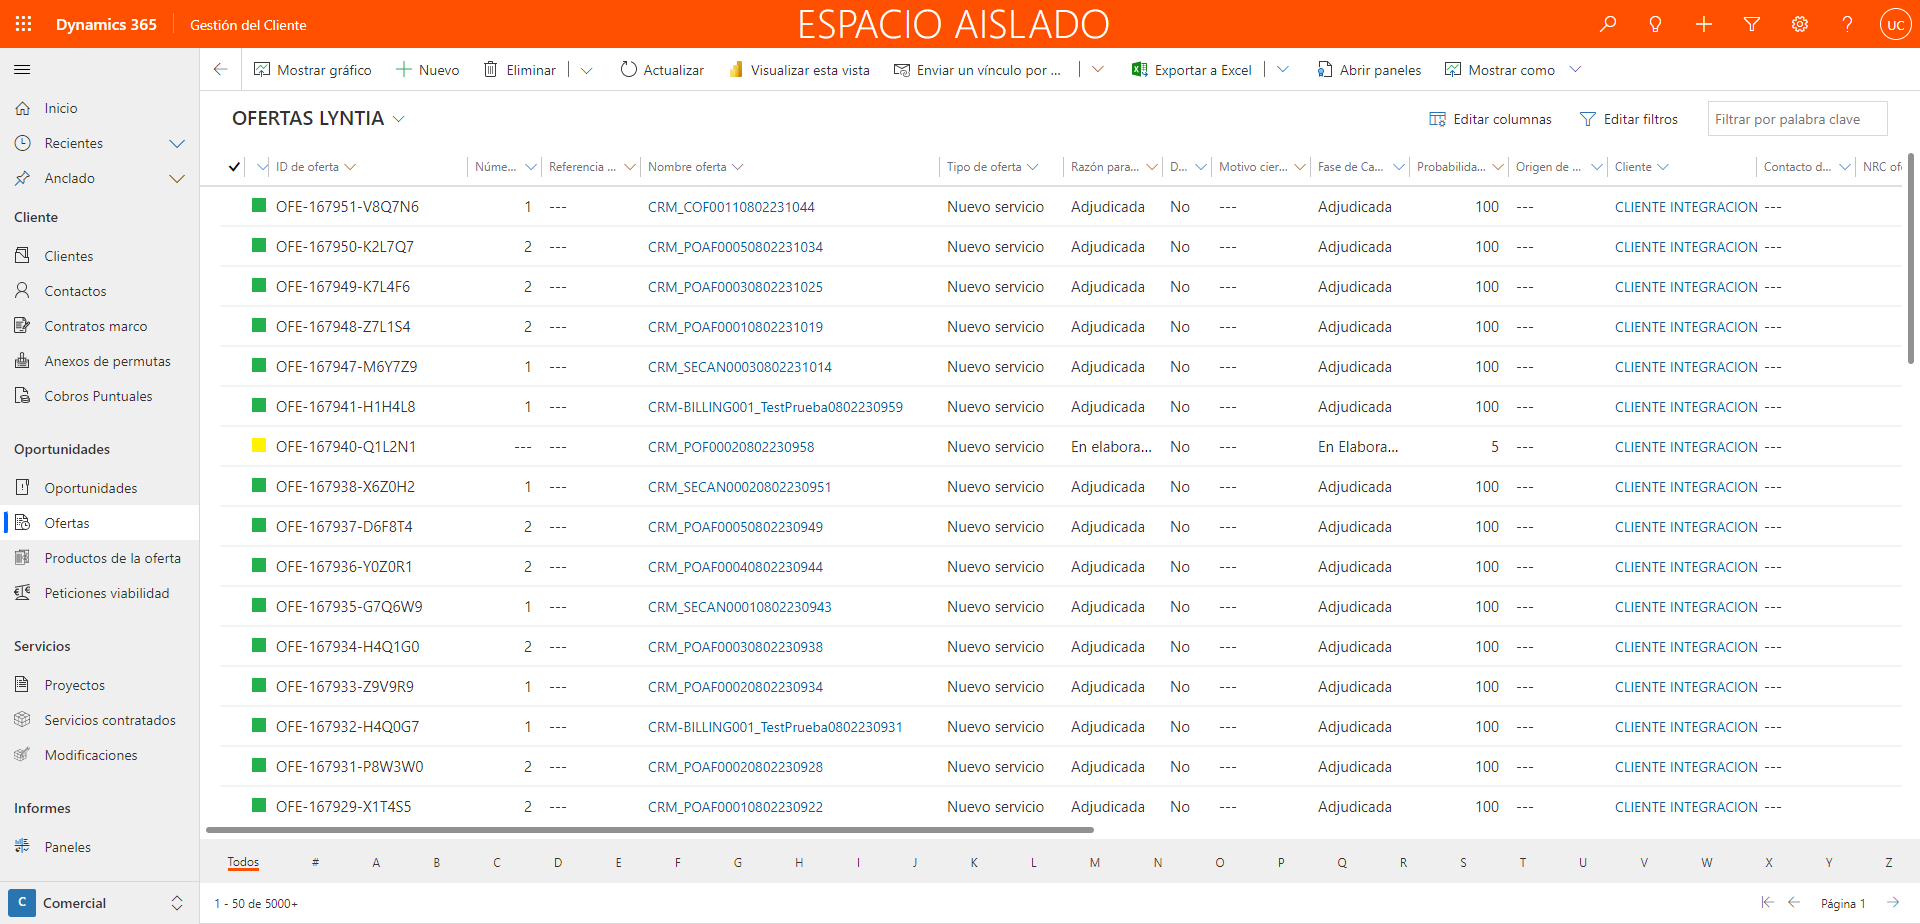 Dynamics 365
Gestión del Cliente
ESPACIO AISLADO
UC
Mostrar gráfico
Nuevo
Eliminar
Actualizar
Visualizar esta vista
Enviar un vínculo por ...
Exportar a Excel
Abrir paneles
Mostrar como
Inicio
Recientes
Anclado
Cliente
Clientes
Contactos
Contratos marco
Anexos de permutas
Cobros Puntuales
Oportunidades
Oportunidades
Ofertas
Productos de la oferta
Peticiones viabilidad
Servicios
Proyectos
Servicios contratados
Modificaciones
Informes
Paneles
C Comercial
OFERTAS LYNTIA
Editar columnas
Editar filtros
Filtrar por palabra clave
ID de oferta Núme... Referencia ... Nombre oferta Tipo de oferta Razón para... D... Motivo cier... Fase de Ca... Probabilida... Origen de ... Cliente Contacto d... NRC ofe
OFE-167951-V8Q7N6 1 --- CRM_COF00110802231044 Nuevo servicio Adjudicada No --- Adjudicada 100 --- CLIENTE INTEGRACION ---
OFE-167950-K2L7Q7 2 --- CRM_POAF00050802231034 Nuevo servicio Adjudicada No --- Adjudicada 100 --- CLIENTE INTEGRACION ---
OFE-167949-K7L4F6 2 --- CRM_POAF00030802231025 Nuevo servicio Adjudicada No --- Adjudicada 100 --- CLIENTE INTEGRACION ---
OFE-167948-Z7L1S4 2 --- CRM_POAF00010802231019 Nuevo servicio Adjudicada No --- Adjudicada 100 --- CLIENTE INTEGRACION ---
OFE-167947-M6Y7Z9 1 --- CRM_SECAN00030802231014 Nuevo servicio Adjudicada No --- Adjudicada 100 --- CLIENTE INTEGRACION ---
OFE-167941-H1H4L8 1 --- CRM-BILLING001_TestPrueba0802230959 Nuevo servicio Adjudicada No --- Adjudicada 100 --- CLIENTE INTEGRACION ---
OFE-167940-Q1L2N1 --- --- CRM_POF00020802230958 Nuevo servicio En elabora... No --- En Elabora... 5 --- CLIENTE INTEGRACION ---
OFE-167938-X6Z0H2 1 --- CRM_SECAN00020802230951 Nuevo servicio Adjudicada No --- Adjudicada 100 --- CLIENTE INTEGRACION ---
OFE-167937-D6F8T4 2 --- CRM_POAF00050802230949 Nuevo servicio Adjudicada No --- Adjudicada 100 --- CLIENTE INTEGRACION ---
OFE-167936-Y0Z0R1 2 --- CRM_POAF00040802230944 Nuevo servicio Adjudicada No --- Adjudicada 100 --- CLIENTE INTEGRACION ---
OFE-167935-G7Q6W9 1 --- CRM_SECAN00010802230943 Nuevo servicio Adjudicada No --- Adjudicada 100 --- CLIENTE INTEGRACION ---
OFE-167934-H4Q1G0 2 --- CRM_POAF00030802230938 Nuevo servicio Adjudicada No --- Adjudicada 100 --- CLIENTE INTEGRACION ---
OFE-167933-Z9V9R9 1 --- CRM_POAF00020802230934 Nuevo servicio Adjudicada No --- Adjudicada 100 --- CLIENTE INTEGRACION ---
OFE-167932-H4Q0G7 1 --- CRM-BILLING001_TestPrueba0802230931 Nuevo servicio Adjudicada No --- Adjudicada 100 --- CLIENTE INTEGRACION ---
OFE-167931-P8W3W0 2 --- CRM_POAF00020802230928 Nuevo servicio Adjudicada No --- Adjudicada 100 --- CLIENTE INTEGRACION ---
OFE-167929-X1T4S5 2 --- CRM_POAF00010802230922 Nuevo servicio Adjudicada No --- Adjudicada 100 --- CLIENTE INTEGRACION ---
Todos # A B C D E F G H I J K L M N O P Q R S T U V W X Y Z
1 - 50 de 5000+
Página 1